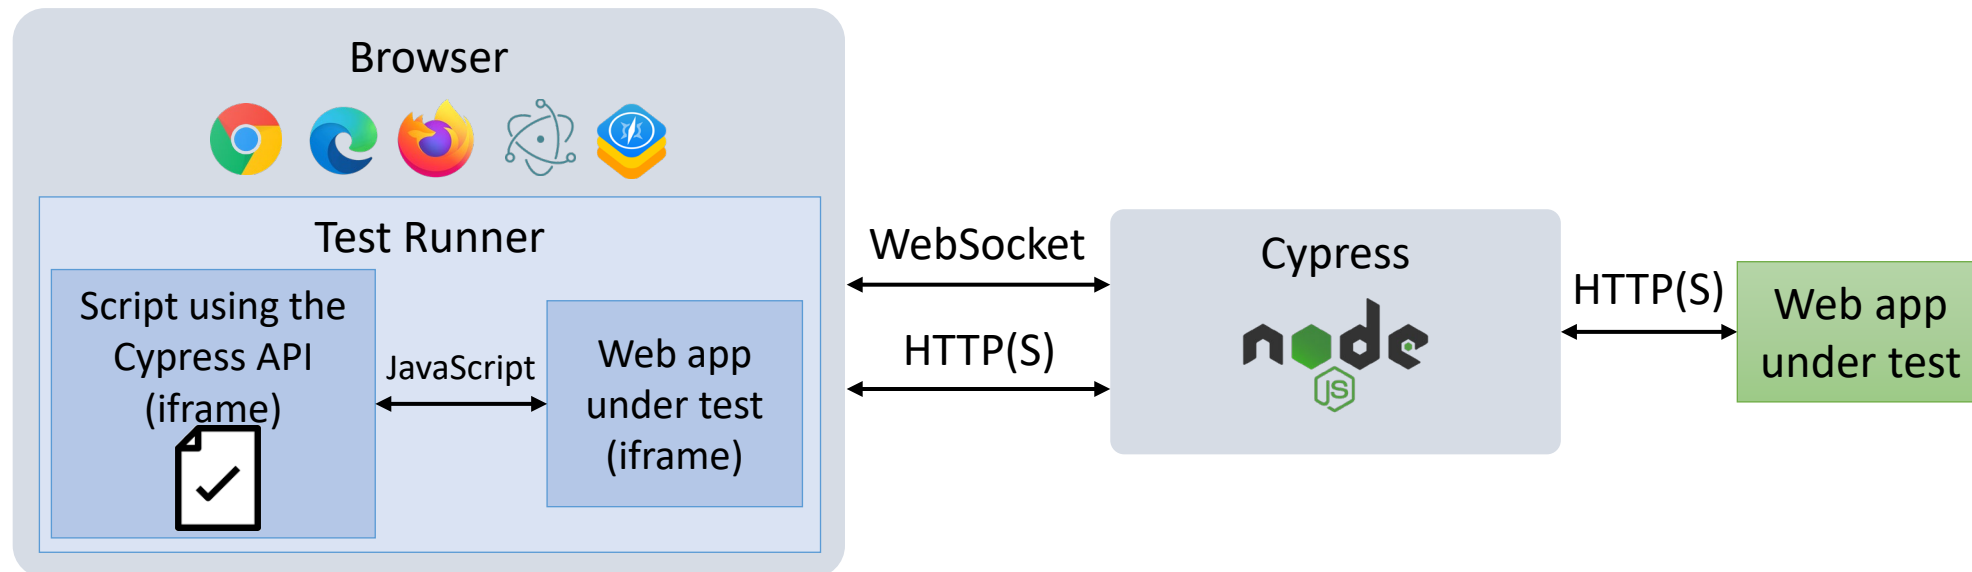 Browser
Test Runner
Script using the
Cypress API
(iframe)
JavaScript
Web app
under test
(iframe)
WebSocket
HTTP(S)
Cypress
node
JS
HTTP(S)
Web app
under test